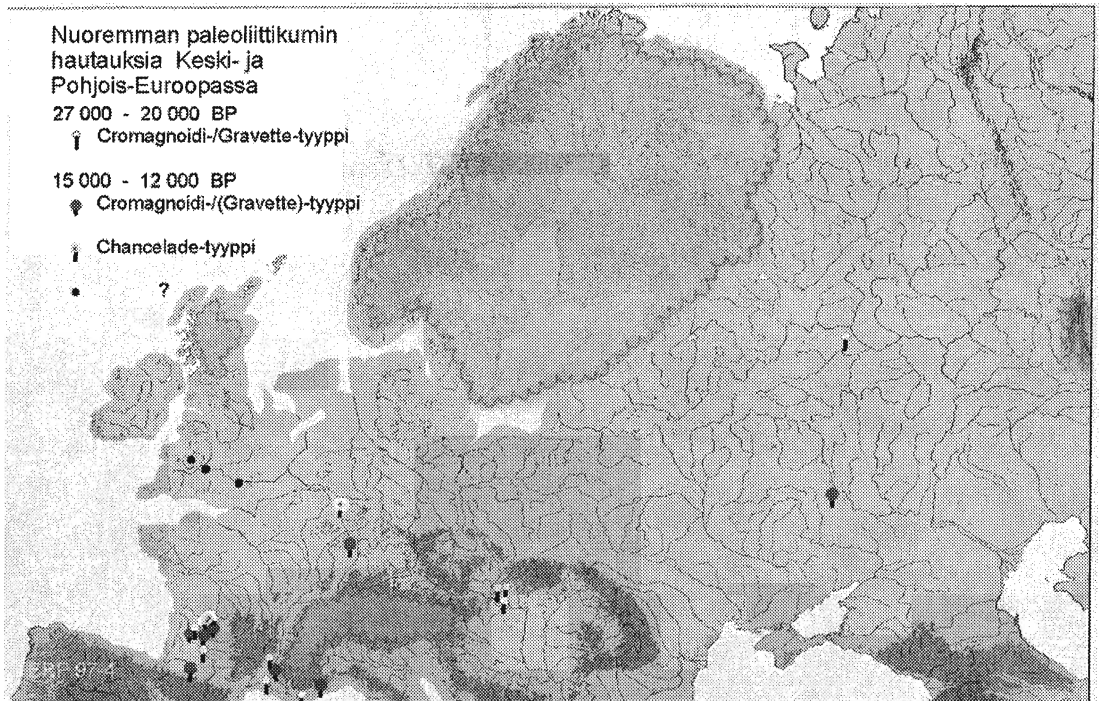 Nuoremman paleoliittikumin
hautauksia Keski- ja
Pohjois-Euroopassa
27 000 - 20 000 BP
Cromagnoidi-/Gravette-tyyppi
15 000 - 12 000 BP
Cromagnoidi-/(Gravette)-tyyppi
Chancelade-tyyppi
?